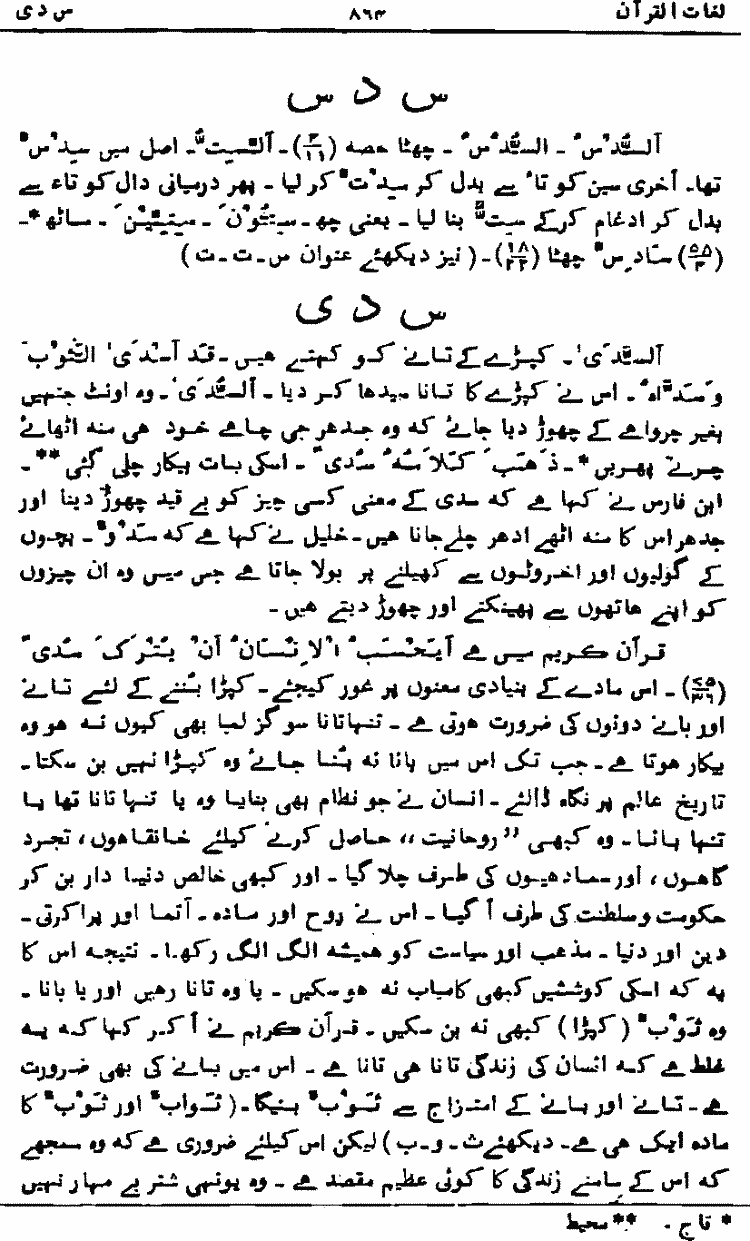 لغات القرآن ۸٦۴ س د ی
س د س
اَلسُّدْسُ ۔ السُّدُسُ ۔ چھٹا حصہ (۴/۱۱)۔ اَلسِّتُّ۔ اصل میں سِدْسٌ
تھا۔ آخری سین کو تاء سے بدل کر سِدْتٌ کر لیا ۔ پھر درمیانی دال کو تاء سے
بدل کر ادغام کرکے سِتٌّ بنا لیا ۔ یعنی چھ۔ سِتُّوْنَ ۔ سِتِّیْنَ ۔ ساٹھ*۔
(۵۸/۴) سَادِسٌ چھٹا (۱۸/۲۲)۔ ( نیز دیکھئے عنوان س ۔ ت ۔ ت )
س د ی
اَلسَّدَیٰ ۔ کپڑے کے تانے کو کہتے ہیں ۔ قَدْ اَسْدَی الثَّوْبَ
وَسَدَّاہُ ۔ اس نے کپڑے کا تانا سیدھا کر دیا ۔ اَلسُّدَیٰ ۔ وہ اونٹ جنہیں
بغیر چرواہے کے چھوڑ دیا جائے کہ وہ جدھر جی چاہے خود ہی منہ اٹھائے
چرتے پھریں*۔ ذَھَبَ کَلَامُہٗ سُدًی ۔ اسکی بات بیکار چلی گئی**۔
ابن فارس نے کہا ہے کہ سدی کے معنی کسی چیز کو بے قید چھوڑ دینا اور
جدھر اس کا منہ اٹھے ادھر چلے جانا ہیں ۔ خلیل نے کہا ہے کہ سَدْوٌ ۔ بچوں
کے گولیوں اور اخروٹوں سے کھیلنے پر بولا جاتا ہے جس میں وہ ان چیزوں
کو اپنے ہاتھوں سے پھینکتے اور چھوڑ دیتے ہیں ۔
قرآن کریم میں ہے اَیَحْسَبُ الْاِنْسَانُ اَنْ یُّتْرَکَ سُدًی
(۷۵/۳٦)۔ اس مادے کے بنیادی معنوں پر غور کیجئے ۔ کپڑا بُننے کے لئے تانے
اور بانے دونوں کی ضرورت ہوتی ہے ۔ تنہا تانا سو گز لمبا بھی کیوں نہ ہو وہ
بیکار ہوتا ہے ۔ جب تک اس میں بانا نہ بُنا جائے وہ کپڑا نہیں بن سکتا ۔
تاریخ عالم پر نگاہ ڈالئے ۔ انسان نے جو نظام بھی بنایا وہ یا تنہا تانا تھا یا
تنہا بانا ۔ وہ کبھی ”روحانیت“ حاصل کرنے کیلئے خانقاہوں ، تجرد
گاہوں ، اور سمادھیوں کی طرف چلا گیا ۔ اور کبھی خالص دنیا دار بن کر
حکومت و سلطنت کی طرف آ گیا ۔ اس نے روح اور مادہ ۔ آتما اور پراکرتی ۔
دین اور دنیا ۔ مذہب اور سیاست کو ہمیشہ الگ الگ رکھا ۔ نتیجہ اس کا
یہ کہ اسکی کوششیں کبھی کامیاب نہ ہو سکیں ۔ یا وہ تانا رہیں اور یا بانا ۔
وہ ثَوْبٌ ( کپڑا ) کبھی نہ بن سکیں ۔ قرآن کریم نے آ کر کہا کہ یہ
غلط ہے کہ انسان کی زندگی تانا ہی تانا ہے ۔ اس میں بانے کی بھی ضرورت
ہے ۔ تانے اور بانے کے امتزاج سے ثَوْبٌ بنیگا ۔ ( ثَوَابٌ اور ثَوْبٌ کا
مادہ ایک ہی ہے ۔ دیکھئے ث ۔ و ۔ ب ) لیکن اس کیلئے ضروری ہے کہ وہ سمجھے
کہ اس کے سامنے زندگی کا کوئی عظیم مقصد ہے ۔ وہ یونہی شتر بے مہار نہیں
* تاج ۔ ** محیط